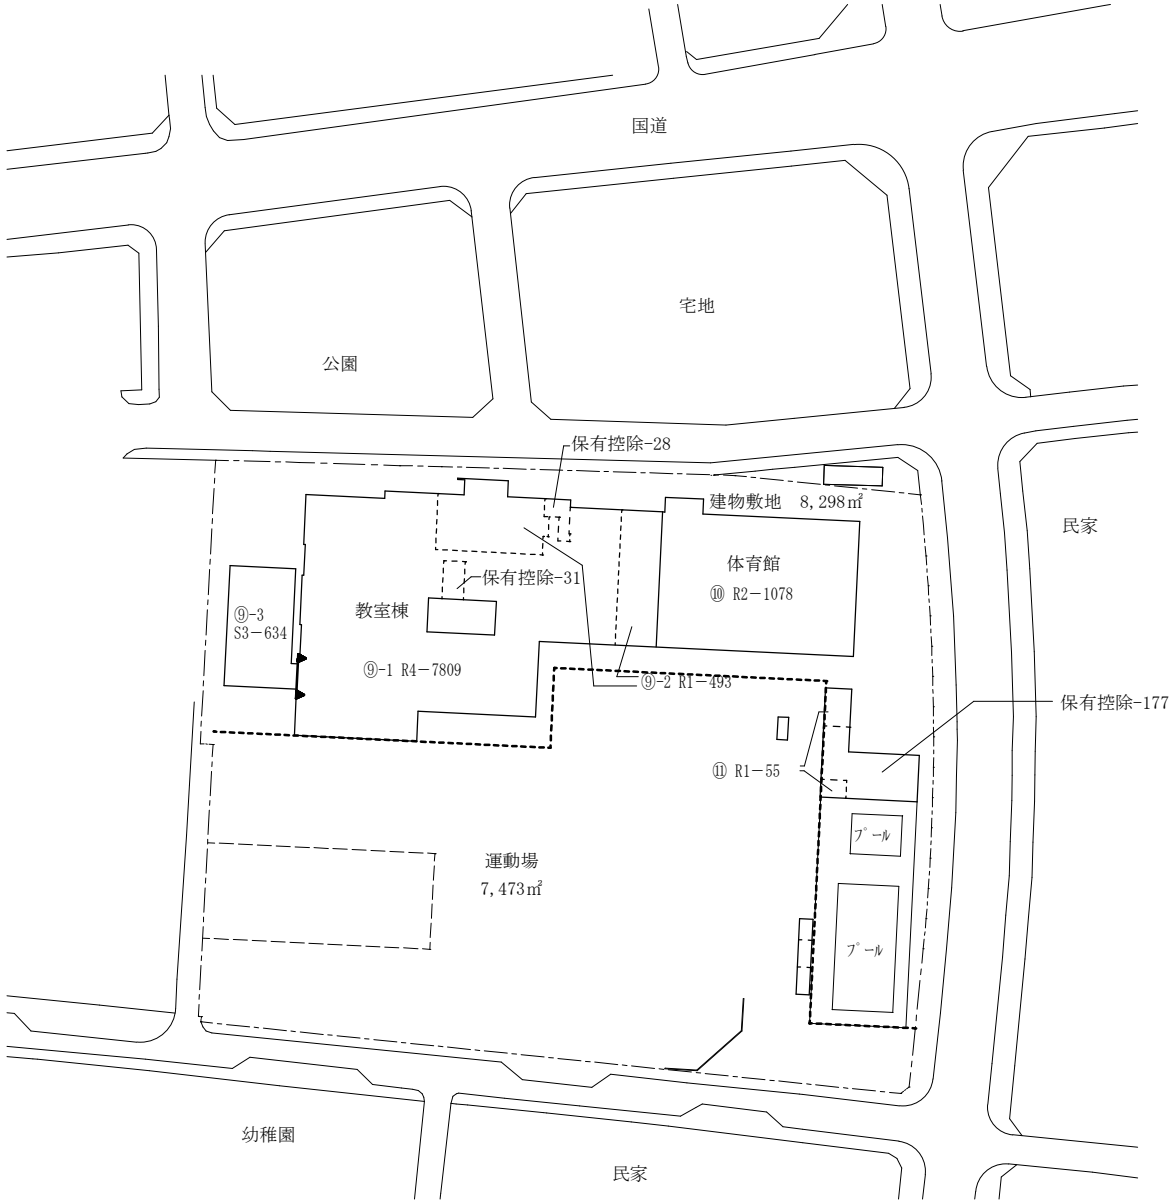 国道
宅地
公園
保有控除-28
建物敷地 8,298㎡
民家
体育館
⑩ R2－1078
保有控除-31
教室棟
⑨-3
S3－634
⑨-1 R4－7809
⑨-2 R1－493
保有控除-177
⑪ R1－55
プール
運動場
7,473㎡
プール
幼稚園
民家